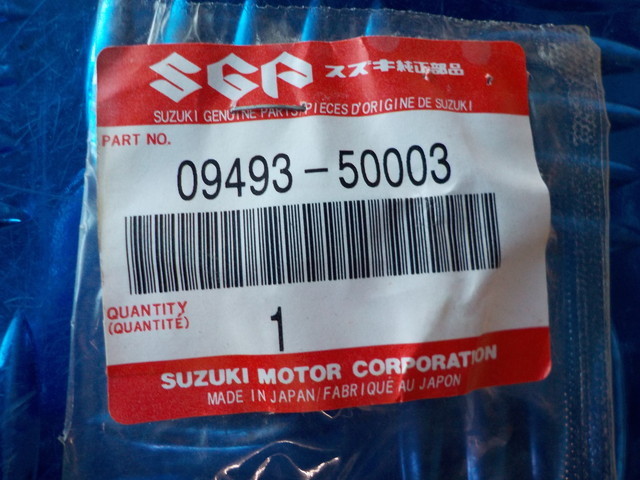 SGP スズキ純正部品
SUZUKI GENUINE PARTS/PIÈCES D'ORIGINE DE SUZUKI
PART NO.
09493-50003
QUANTITY
(QUANTITÉ)
1
SUZUKI MOTOR CORPORATION
MADE IN JAPAN/FABRIQUÉ AU JAPON